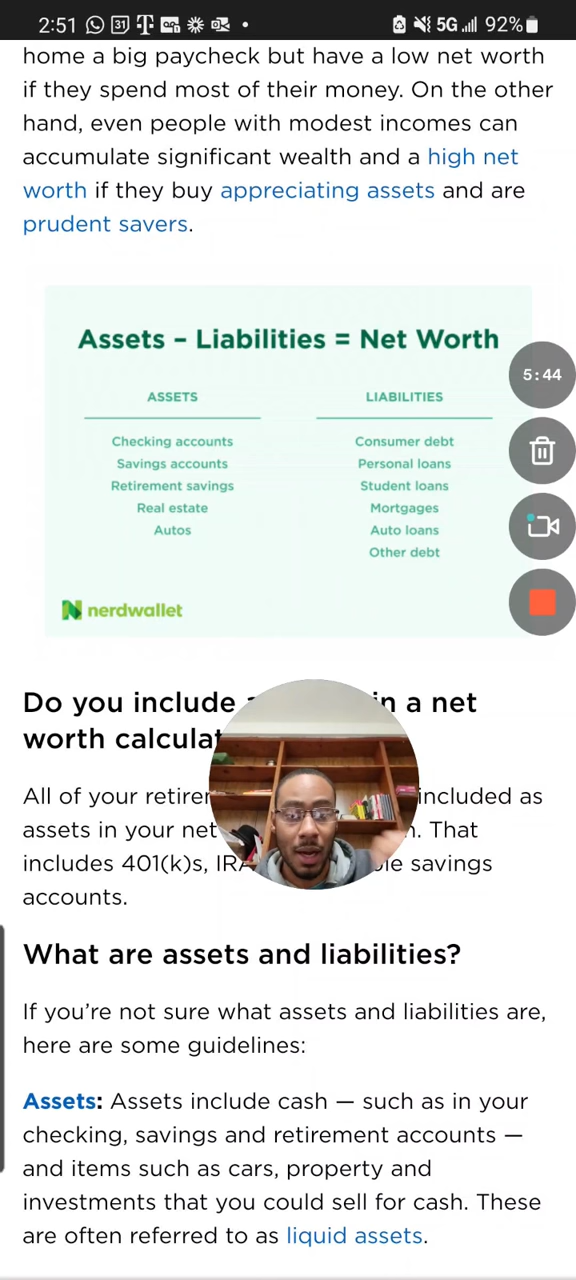 2:51 31 5G 92%
home a big paycheck but have a low net worth
if they spend most of their money. On the other
hand, even people with modest incomes can
accumulate significant wealth and a high net
worth if they buy appreciating assets and are
prudent savers.
Assets – Liabilities = Net Worth
5:44
ASSETS LIABILITIES
Checking accounts Consumer debt
Savings accounts Personal loans
Retirement savings Student loans
Real estate Mortgages
Autos Auto loans
Other debt
nerdwallet
Do you include in a net
worth
All of your included as
assets in your net That
includes 401(k)s, savings
accounts.
What are assets and liabilities?
If you’re not sure what assets and liabilities are,
here are some guidelines:
Assets: Assets include cash — such as in your
checking, savings and retirement accounts —
and items such as cars, property and
investments that you could sell for cash. These
are often referred to as liquid assets.